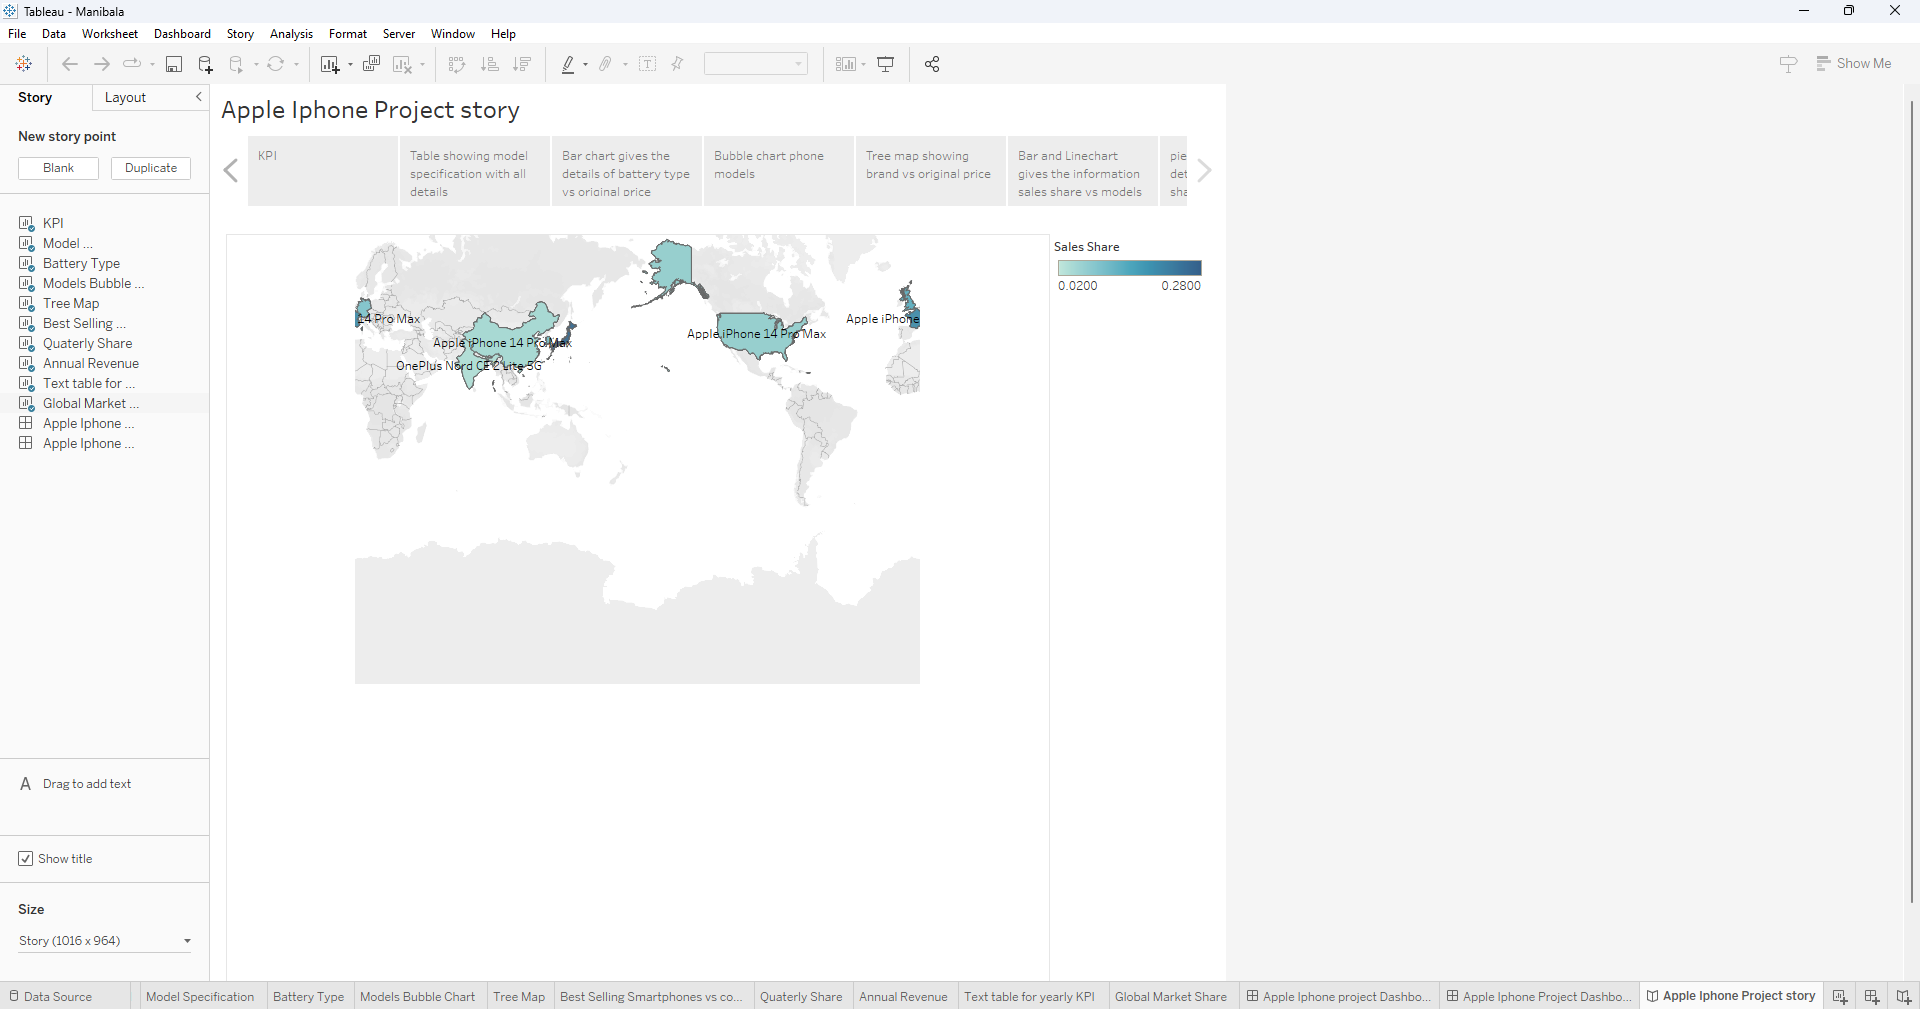 Tableau - Manibala
File Data Worksheet Dashboard Story Analysis Format Server Window Help
Show Me
Story Layout
New story point
Blank Duplicate
KPI
Model ...
Battery Type
Models Bubble ...
Tree Map
Best Selling ...
Quaterly Share
Annual Revenue
Text table for ...
Global Market ...
Apple Iphone ...
Apple Iphone ...
A Drag to add text
Show title
Size
Story (1016 x 964)
Apple Iphone Project story
KPI
Table showing model
specification with all
details
Bar chart gives the
details of battery type
vs original price
Bubble chart phone
models
Tree map showing
brand vs original price
Bar and Linechart
gives the information
sales share vs models
pie
det
sha
Sales Share
0.0200 0.2800
14 Pro Max
Apple iPhone 14 Pro Max
OnePlus Nord CE 2 Lite 5G
Apple iPhone 14 Pro Max
Apple iPhone
Data Source Model Specification Battery Type Models Bubble Chart Tree Map Best Selling Smartphones vs co... Quaterly Share Annual Revenue Text table for yearly KPI Global Market Share Apple Iphone project Dashbo... Apple Iphone Project Dashbo... Apple Iphone Project story